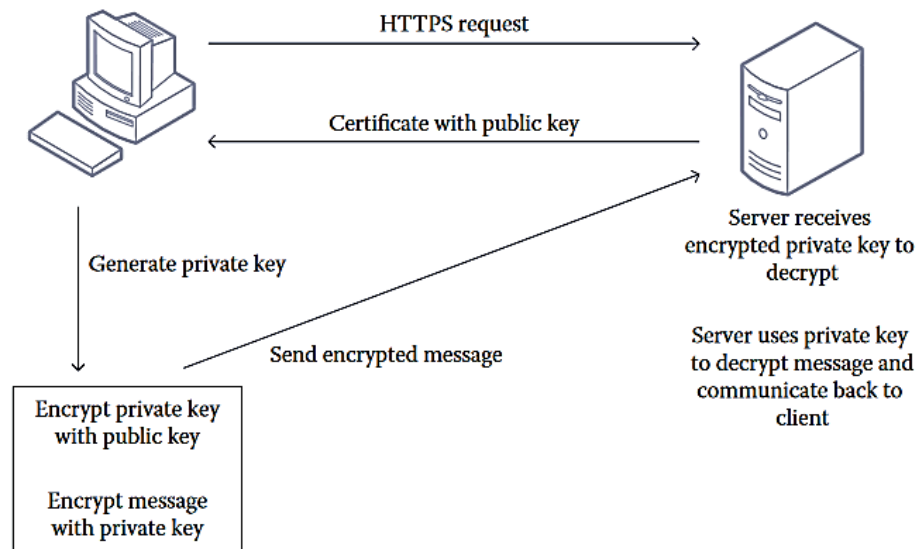 HTTPS request
Certificate with public key
Generate private key
Send encrypted message
Encrypt private key
with public key
Encrypt message
with private key
Server receives
encrypted private key to
decrypt
Server uses private key
to decrypt message and
communicate back to
client